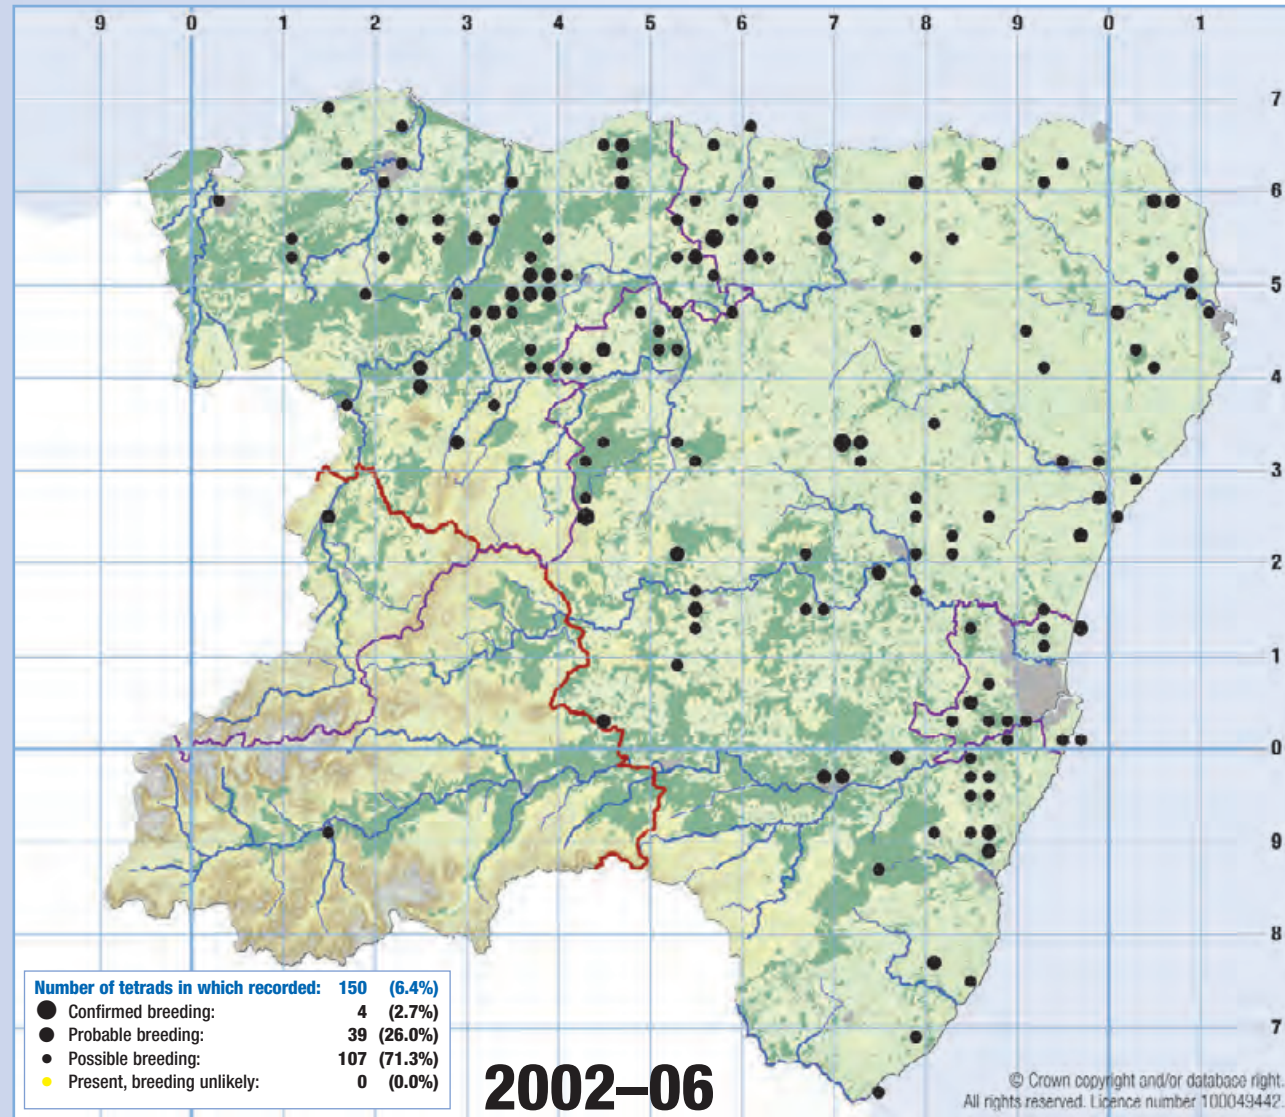 9 0 1 2 3 4 5 6 7 8 9 0 1
7
6
5
4
3
2
1
0
9
8
7
Number of tetrads in which recorded: 150 (6.4%)
Confirmed breeding: 4 (2.7%)
Probable breeding: 39 (26.0%)
Possible breeding: 107 (71.3%)
Present, breeding unlikely: 0 (0.0%)
2002–06
© Crown copyright and/or database right.
All rights reserved. Licence number 100049442.